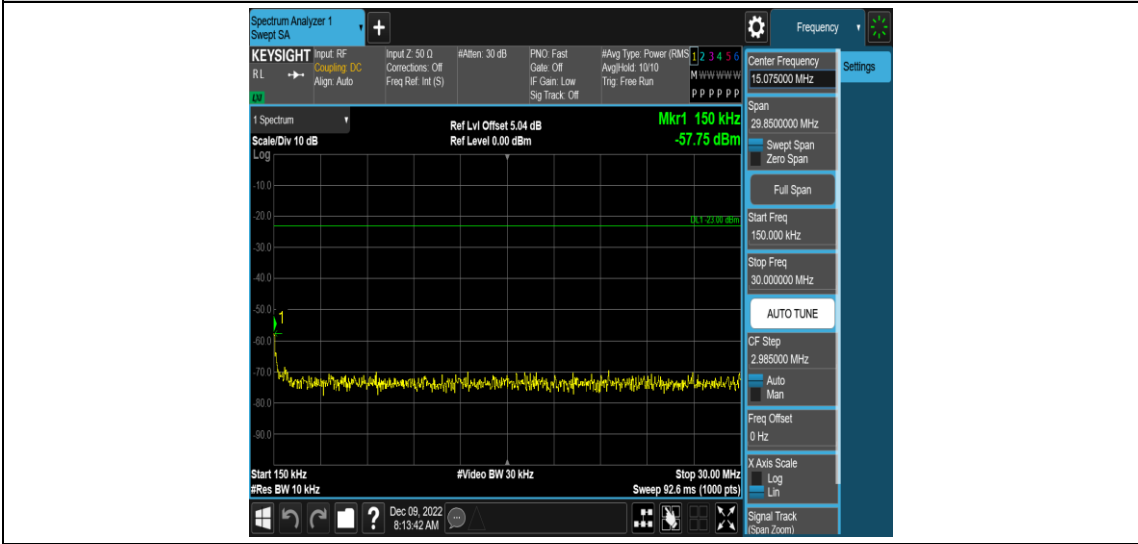 Spectrum Analyzer 1
Swept SA
+
Frequency
KEYSIGHT
RL
Input: RF
Coupling: DC
Align: Auto
Input Z: 50 Ω
Corrections: Off
Freq Ref: Int (S)
#Atten: 30 dB
PNO: Fast
Gate: Off
IF Gain: Low
Sig Track: Off
#Avg Type: Power (RMS
Avg|Hold: 10/10
Trig: Free Run
1 2 3 4 5 6
M W W W W W
P P P P P P
1 Spectrum
Scale/Div 10 dB
Log
Ref Lvl Offset 5.04 dB
Ref Level 0.00 dBm
Mkr1 150 kHz
-57.75 dBm
-10.0
-20.0
DL1 -23.00 dBm
-30.0
-40.0
-50.0
1
-60.0
-70.0
-80.0
-90.0
Start 150 kHz
#Video BW 30 kHz
Stop 30.00 MHz
#Res BW 10 kHz
Sweep 92.6 ms (1000 pts)
?
Dec 09, 2022
8:13:42 AM
Settings
Center Frequency
15.075000 MHz
Span
29.8500000 MHz
Swept Span
Zero Span
Full Span
Start Freq
150.000 kHz
Stop Freq
30.000000 MHz
AUTO TUNE
CF Step
2.985000 MHz
Auto
Man
Freq Offset
0 Hz
X Axis Scale
Log
Lin
Signal Track
(Span Zoom)